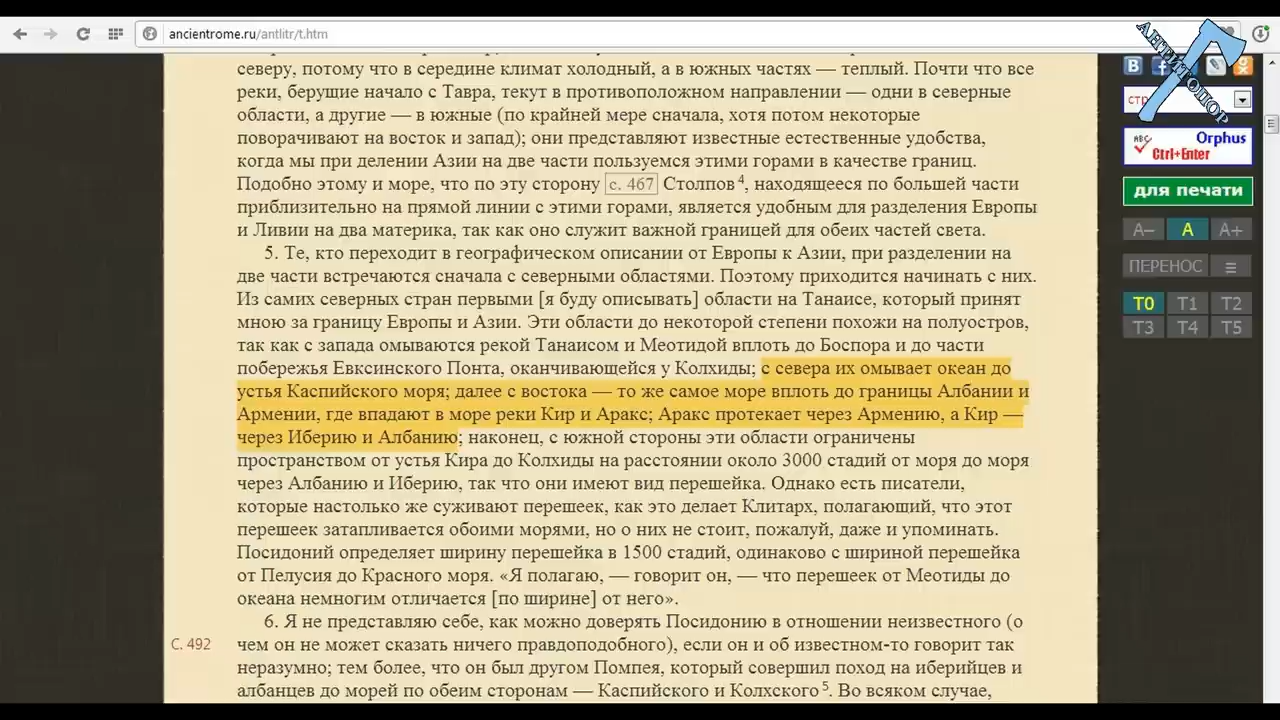 ancientrome.ru/antlitr/t.htm
АНТИТОПОР
северу, потому что в середине климат холодный, а в южных частях — теплый. Почти что все
реки, берущие начало с Тавра, текут в противоположном направлении — одни в северные
области, а другие — в южные (по крайней мере сначала, хотя потом некоторые
поворачивают на восток и запад); они представляют известные естественные удобства,
когда мы при делении Азии на две части пользуемся этими горами в качестве границ.
Подобно этому и море, что по эту сторону с. 467 Столпов4, находящееся по большей части
приблизительно на прямой линии с этими горами, является удобным для разделения Европы
и Ливии на два материка, так как оно служит важной границей для обеих частей света.
5. Те, кто переходит в географическом описании от Европы к Азии, при разделении на
две части встречаются сначала с северными областями. Поэтому приходится начинать с них.
Из самих северных стран первыми [я буду описывать] области на Танаисе, который принят
мною за границу Европы и Азии. Эти области до некоторой степени похожи на полуостров,
так как с запада омываются рекой Танаисом и Меотидой вплоть до Боспора и до части
побережья Евксинского Понта, оканчивающейся у Колхиды; с севера их омывает океан до
устья Каспийского моря; далее с востока — то же самое море вплоть до границы Албании и
Армении, где впадают в море реки Кир и Аракс; Аракс протекает через Армению, а Кир —
через Иберию и Албанию; наконец, с южной стороны эти области ограничены
пространством от устья Кира до Колхиды на расстоянии около 3000 стадий от моря до моря
через Албанию и Иберию, так что они имеют вид перешейка. Однако есть писатели,
которые настолько же суживают перешеек, как это делает Клитарх, полагающий, что этот
перешеек затапливается обоими морями, но о них не стоит, пожалуй, даже и упоминать.
Посидоний определяет ширину перешейка в 1500 стадий, одинаково с шириной перешейка
от Пелусия до Красного моря. «Я полагаю, — говорит он, — что перешеек от Меотиды до
океана немногим отличается [по ширине] от него».
6. Я не представляю себе, как можно доверять Посидонию в отношении неизвестного (о
С. 492
чем он не может сказать ничего правдоподобного), если он и об известном-то говорит так
неразумно; тем более, что он был другом Помпея, который совершил поход на иберийцев и
албанцев до морей по обеим сторонам — Каспийского и Колхского5. Во всяком случае,
стр
ABC
Orphus
Ctrl+Enter
для печати
A– A A+
ПЕРЕНОС ≡
T0 T1 T2
T3 T4 T5